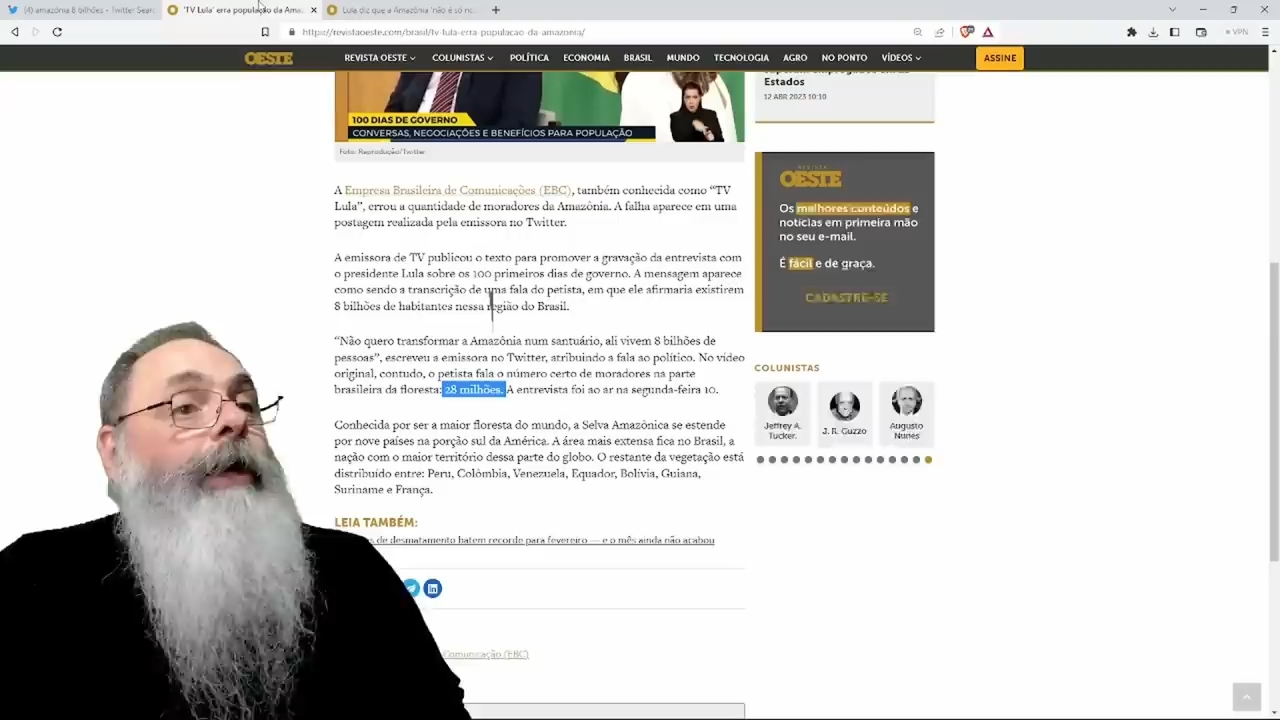 (4) amazônia 8 bilhões - Twitter Sear
'TV Lula' erra população da Ama
Lula diz que a Amazônia 'não é só no
https://revistaoeste.com/brasil/tv-lula-erra-populacao-da-amazonia/
VPN
OESTE
REVISTA OESTE
COLUNISTAS
POLÍTICA
ECONOMIA
BRASIL
MUNDO
TECNOLOGIA
AGRO
NO PONTO
VÍDEOS
ASSINE
Estados
12 ABR 2023 10:10
100 DIAS DE GOVERNO
CONVERSAS, NEGOCIAÇÕES E BENEFÍCIOS PARA POPULAÇÃO
Foto: Reprodução/Twitter
A Empresa Brasileira de Comunicações (EBC), também conhecida como “TV
Lula”, errou a quantidade de moradores da Amazônia. A falha aparece em uma
postagem realizada pela emissora no Twitter.
A emissora de TV publicou o texto para promover a gravação da entrevista com
o presidente Lula sobre os 100 primeiros dias de governo. A mensagem aparece
como sendo a transcrição de uma fala do petista, em que ele afirmaria existirem
8 bilhões de habitantes nessa região do Brasil.
“Não quero transformar a Amazônia num santuário, ali vivem 8 bilhões de
pessoas”, escreveu a emissora no Twitter, atribuindo a fala ao político. No vídeo
original, contudo, o petista fala o número certo de moradores na parte
brasileira da floresta: 28 milhões. A entrevista foi ao ar na segunda-feira 10.
Conhecida por ser a maior floresta do mundo, a Selva Amazônica se estende
por nove países na porção sul da América. A área mais extensa fica no Brasil, a
nação com o maior território dessa parte do globo. O restante da vegetação está
distribuído entre: Peru, Colômbia, Venezuela, Equador, Bolívia, Guiana,
Suriname e França.
LEIA TAMBÉM:
de desmatamento batem recorde para fevereiro — e o mês ainda não acabou
Comunicação (EBC)
REVISTA
OESTE
Os melhores conteúdos e
notícias em primeira mão
no seu e-mail.
É fácil e de graça.
CADASTRE-SE
COLUNISTAS
Jeffrey A.
Tucker.
J. R. Guzzo
Augusto
Nunes